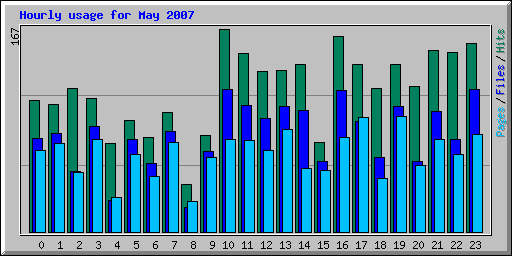 Hourly usage for May 2007
167
Pages / Files / Hits
0 1 2 3 4 5 6 7 8 9 10 11 12 13 14 15 16 17 18 19 20 21 22 23